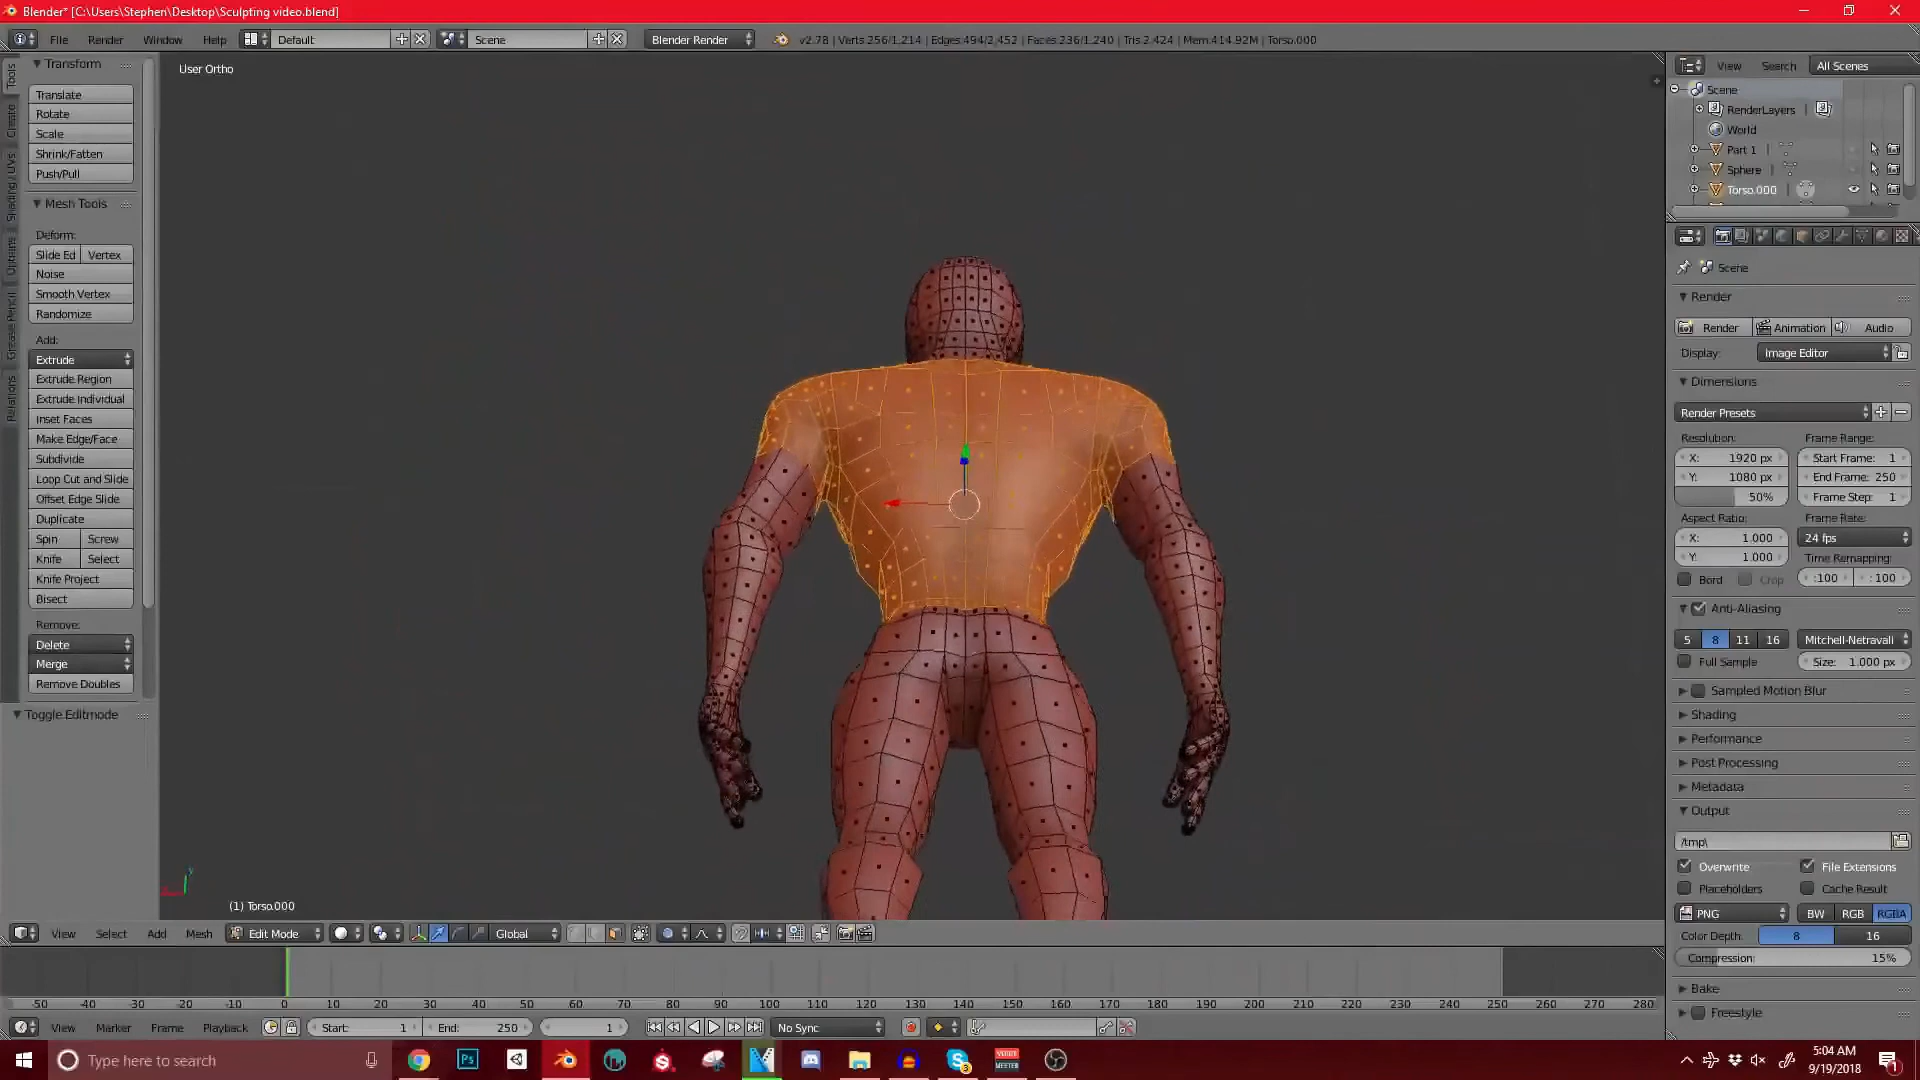 Blender* [C:\Users\Stephen\Desktop\Sculpting video.blend]
File Render Window Help Default Scene Blender Render v2.78 | Verts:256/1,214 | Edges:494/2,452 | Faces:236/1,240 | Tris:2,424 | Mem:414.92M | Torso.000
User Ortho
Tools
Create
Shading / UVs
Options
Grease Pencil
Relations
Transform
Translate
Rotate
Scale
Shrink/Fatten
Push/Pull
Mesh Tools
Deform:
Slide Ed Vertex
Noise
Smooth Vertex
Randomize
Add:
Extrude
Extrude Region
Extrude Individual
Inset Faces
Make Edge/Face
Subdivide
Loop Cut and Slide
Offset Edge Slide
Duplicate
Spin Screw
Knife Select
Knife Project
Bisect
Remove:
Delete
Merge
Remove Doubles
Toggle Editmode
(1) Torso.000
View Select Add Mesh Edit Mode Global
View Search All Scenes
Scene
RenderLayers
World
Part 1
Sphere
Torso.000
Scene
Render
Render Animation Audio
Display: Image Editor
Dimensions
Render Presets
Resolution: Frame Range:
X: 1920 px Start Frame: 1
Y: 1080 px End Frame: 250
50% Frame Step: 1
Aspect Ratio: Frame Rate:
X: 1.000 24 fps
Y: 1.000 Time Remapping:
Bord Crop :100 : 100
Anti-Aliasing
5 8 11 16 Mitchell-Netravali
Full Sample Size: 1.000 px
Sampled Motion Blur
Shading
Performance
Post Processing
Metadata
Output
/tmp\
Overwrite File Extensions
Placeholders Cache Result
PNG BW RGB RGBA
Color Depth: 8 16
Compression: 15%
Bake
Freestyle
-50 -40 -30 -20 -10 0 10 20 30 40 50 60 70 80 90 100 110 120 130 140 150 160 170 180 190 200 210 220 230 240 250 260 270 280
View Marker Frame Playback Start: 1 End: 250 1 No Sync
Type here to search
5:04 AM
9/19/2018